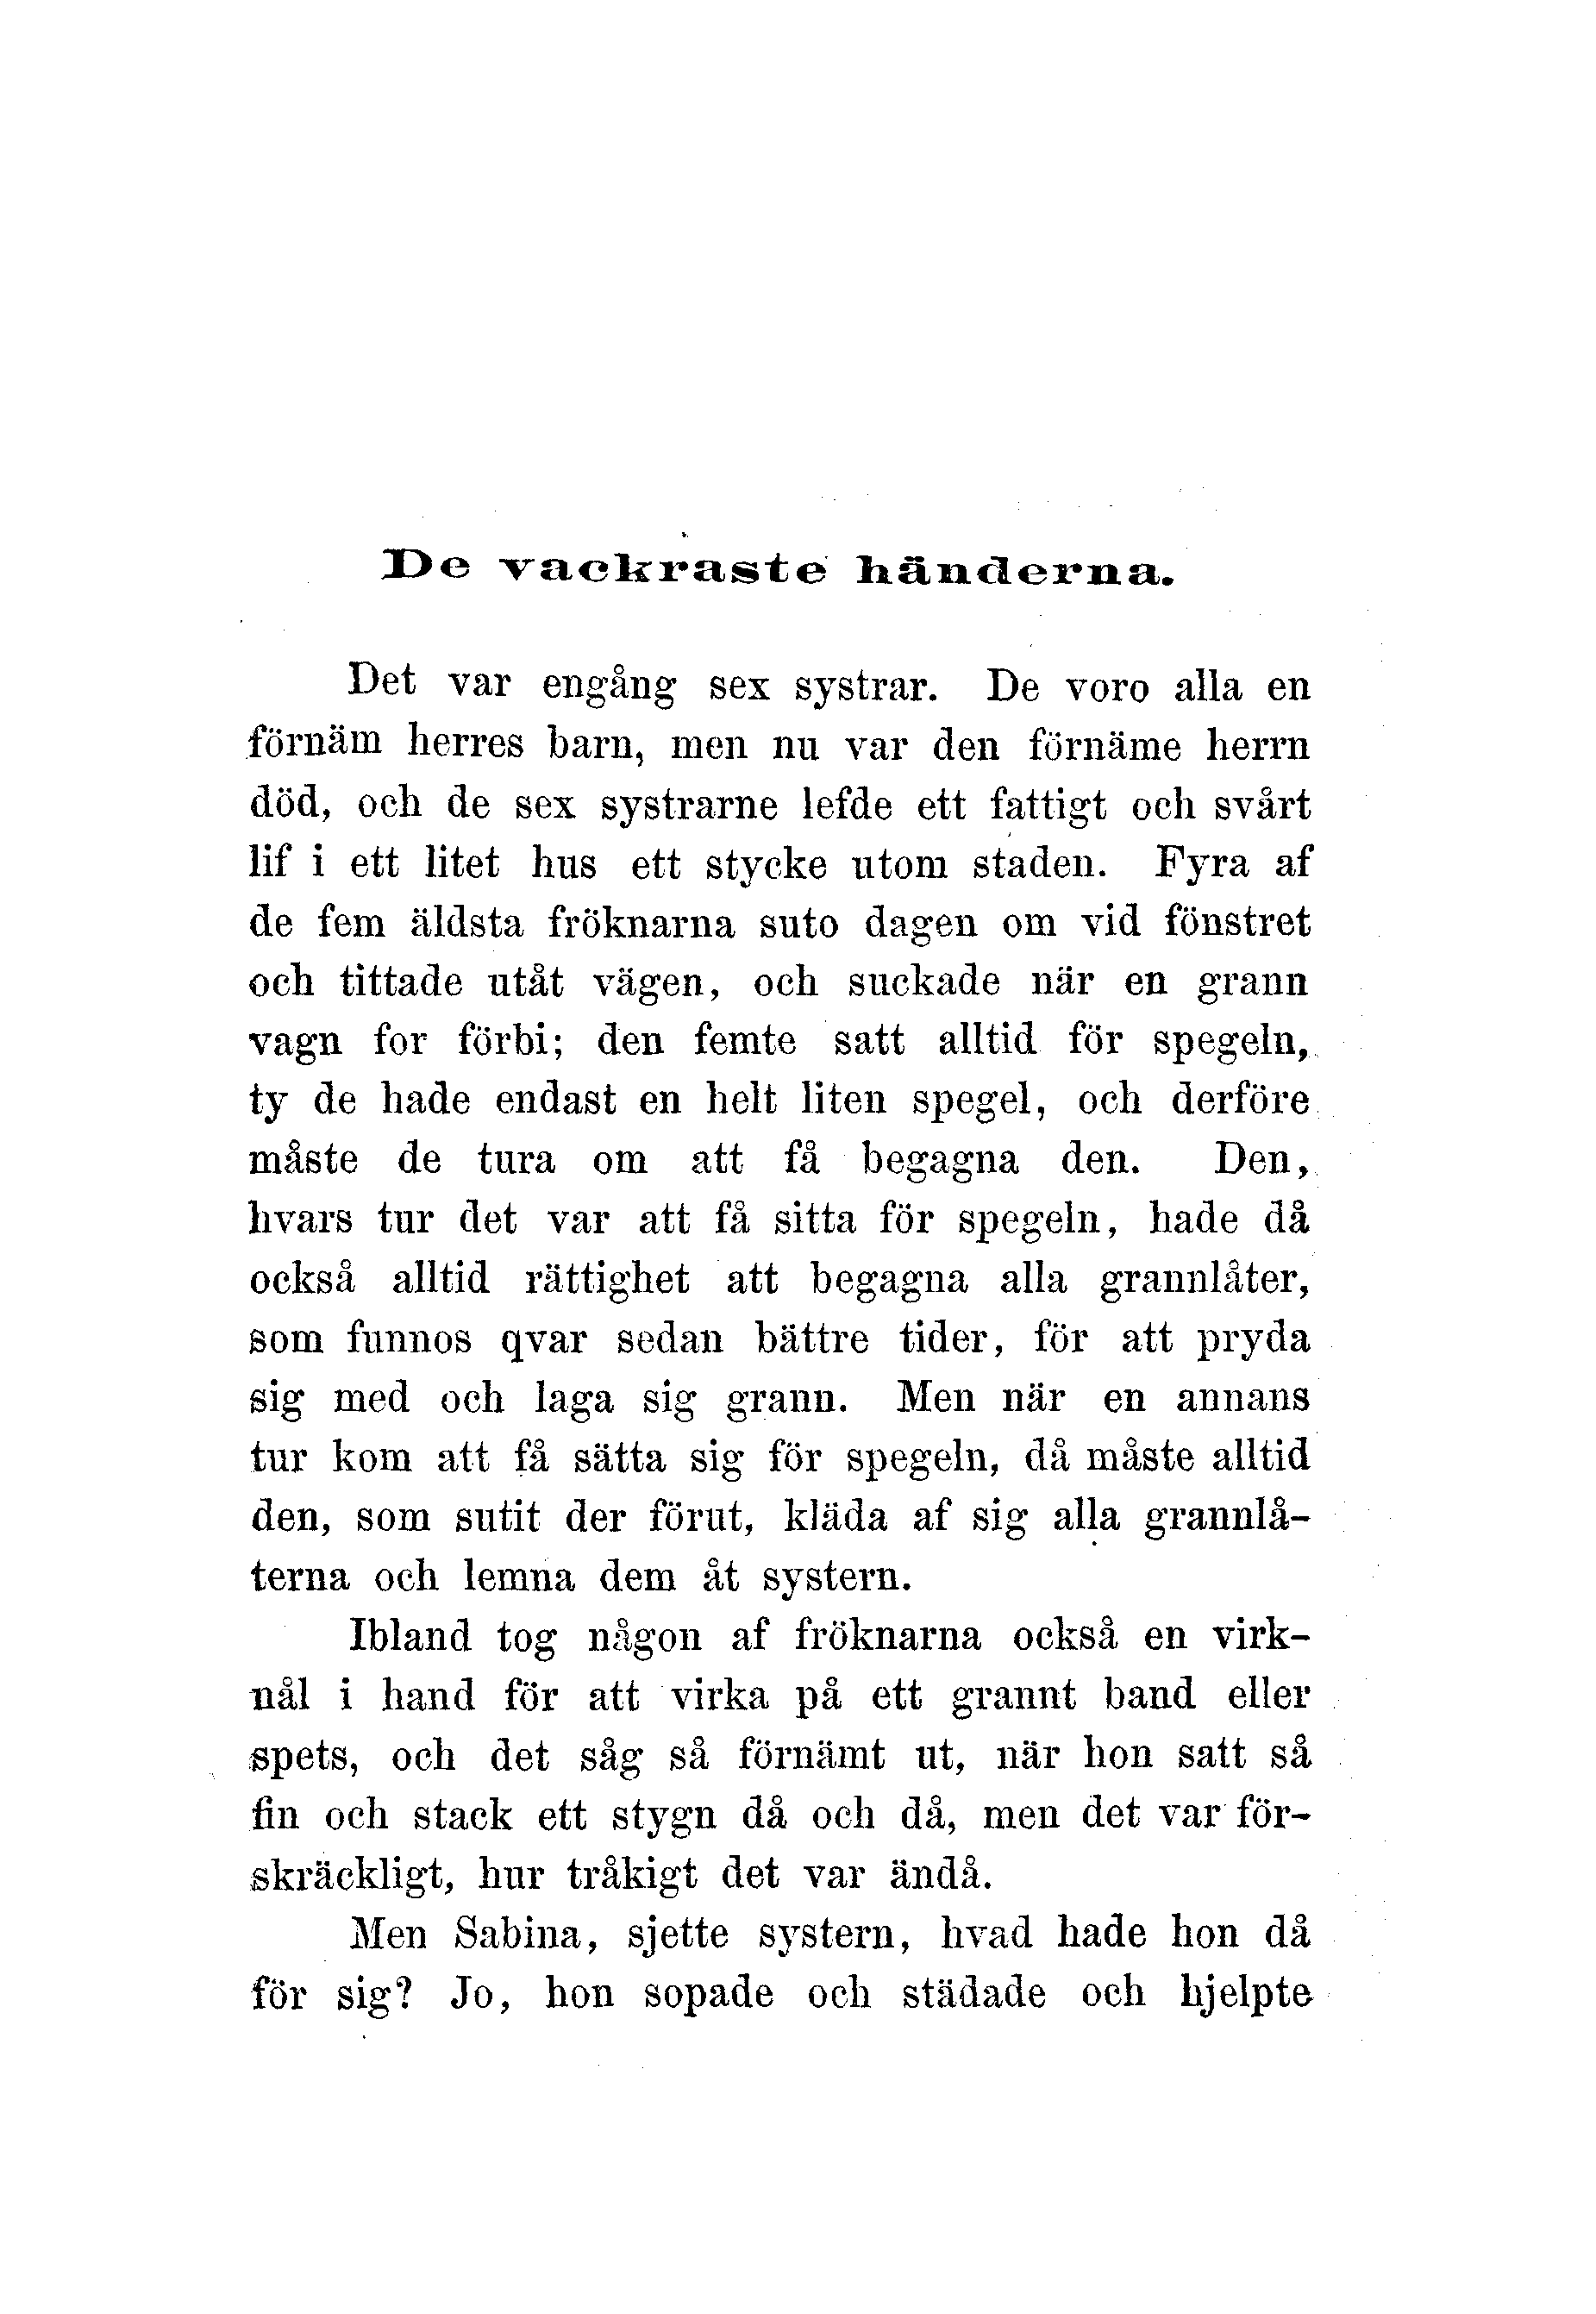 De vackraste händerna.
Det var engång sex systrar. De voro alla en
förnäm herres barn, men nu var den förnäme herrn
död, och de sex systrarne lefde ett fattigt och svårt
lif i ett litet hus ett stycke utom staden. Fyra af
de fem äldsta fröknarna suto dagen om vid fönstret
och tittade utåt vägen, och suckade när en grann
vagn for förbi; den femte satt alltid för spegeln,
ty de hade endast en helt liten spegel, och derföre
måste de tura om att få begagna den. Den,
hvars tur det var att få sitta för spegeln, hade då
också alltid rättighet att begagna alla grannlåter,
som funnos qvar sedan bättre tider, för att pryda
sig med och laga sig grann. Men när en annans
tur kom att få sätta sig för spegeln, då måste alltid
den, som sutit der förut, kläda af sig alla grannlå-
terna och lemna dem åt systern.
Ibland tog någon af fröknarna också en virk-
nål i hand för att virka på ett grannt band eller
spets, och det såg så förnämt ut, när hon satt så
fin och stack ett stygn då och då, men det var för-
skräckligt, hur tråkigt det var ändå.
Men Sabina, sjette systern, hvad hade hon då
för sig? Jo, hon sopade och städade och hjelpte